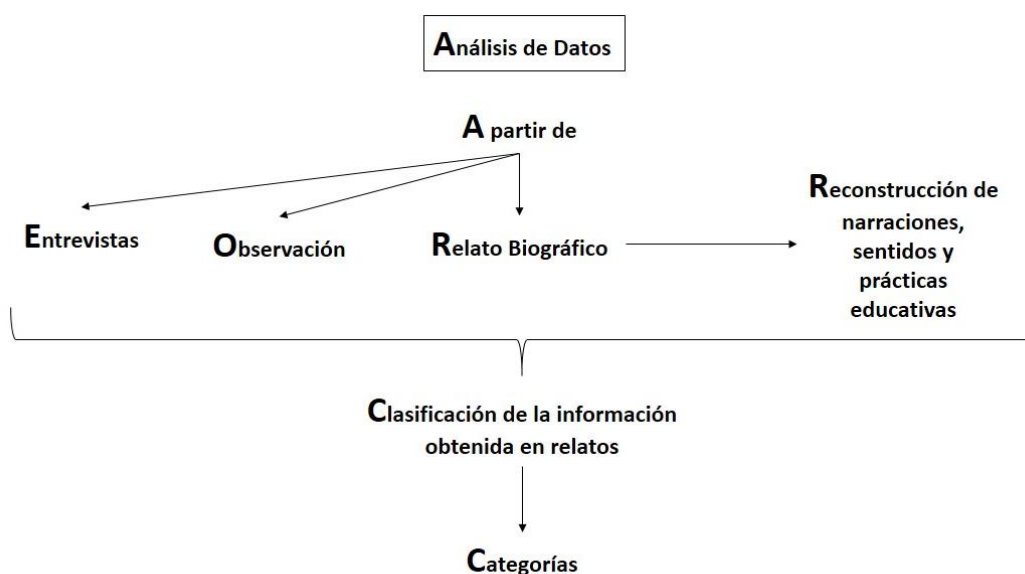 Análisis de Datos
A partir de
Entrevistas
Observación
Relato Biográfico
Reconstrucción de
narraciones,
sentidos y
prácticas
educativas
Clasificación de la información
obtenida en relatos
Categorías